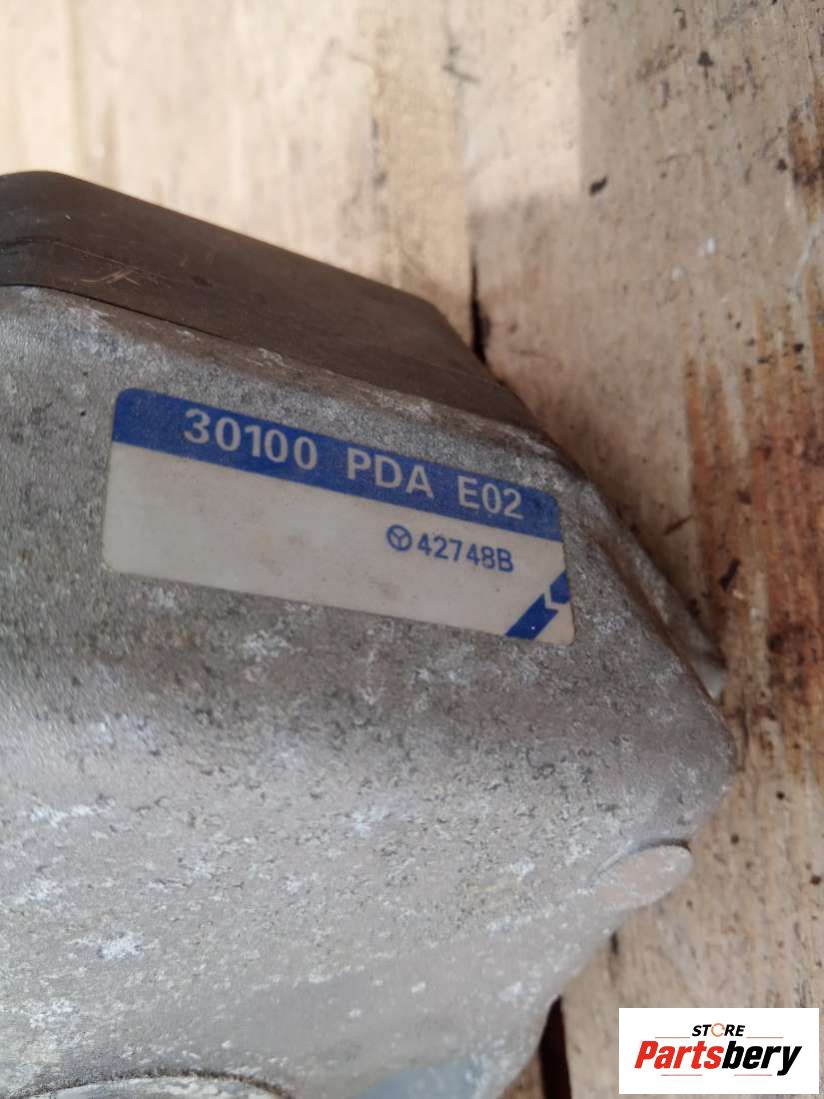 30100 PDA E02
42748B
STORE
Partsbery